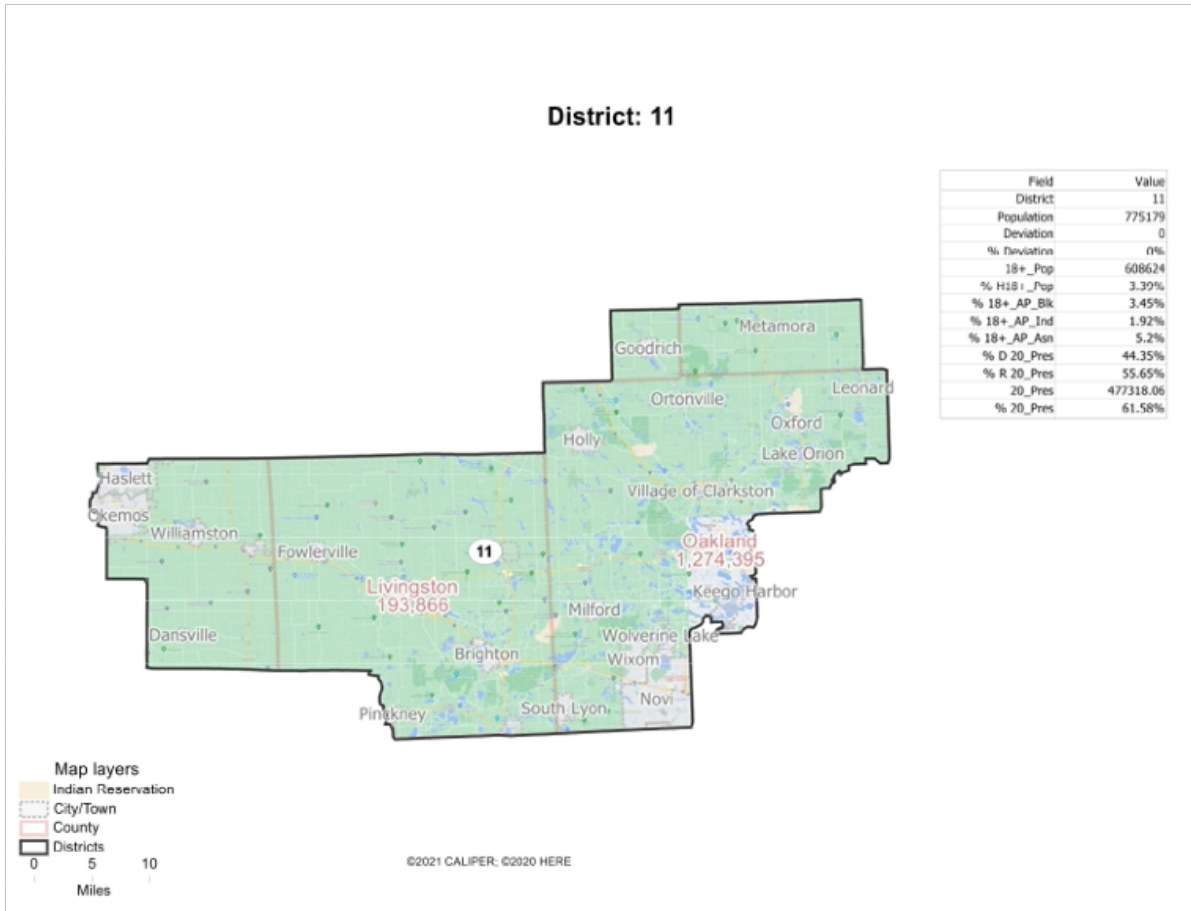 District: 11
Field Value
District 11
Population 775179
Deviation 0
% Deviation 0%
18+_Pop 608624
% H18+_Pop 3.39%
% 18+_AP_Blk 3.45%
% 18+_AP_Ind 1.92%
% 18+_AP_Asn 5.2%
% D 20_Pres 44.35%
% R 20_Pres 55.65%
20_Pres 477318.06
% 20_Pres 61.58%
Metamora
Goodrich
Leonard
Ortonville
Oxford
Holly
Lake Orion
Haslett
Village of Clarkston
Okemos
Williamston
Oakland
1,274,395
Fowlerville
11
Livingston
193,866
Keego Harbor
Milford
Dansville
Wolverine Lake
Brighton
Wixom
Novi
Pinckney
South Lyon
Map layers
Indian Reservation
City/Town
County
Districts
0 5 10
Miles
©2021 CALIPER; ©2020 HERE